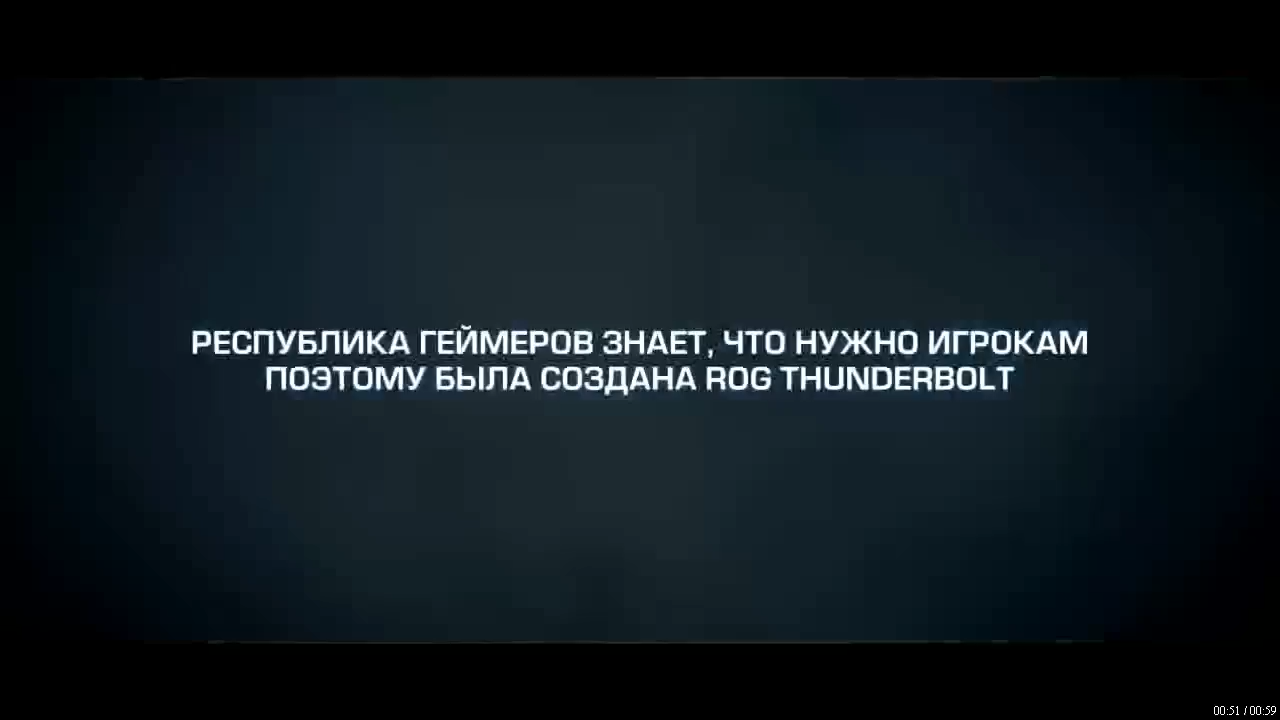 РЕСПУБЛИКА ГЕЙМЕРОВ ЗНАЕТ, ЧТО НУЖНО ИГРОКАМ
ПОЭТОМУ БЫЛА СОЗДАНА ROG THUNDERBOLT
00:51 / 00:59